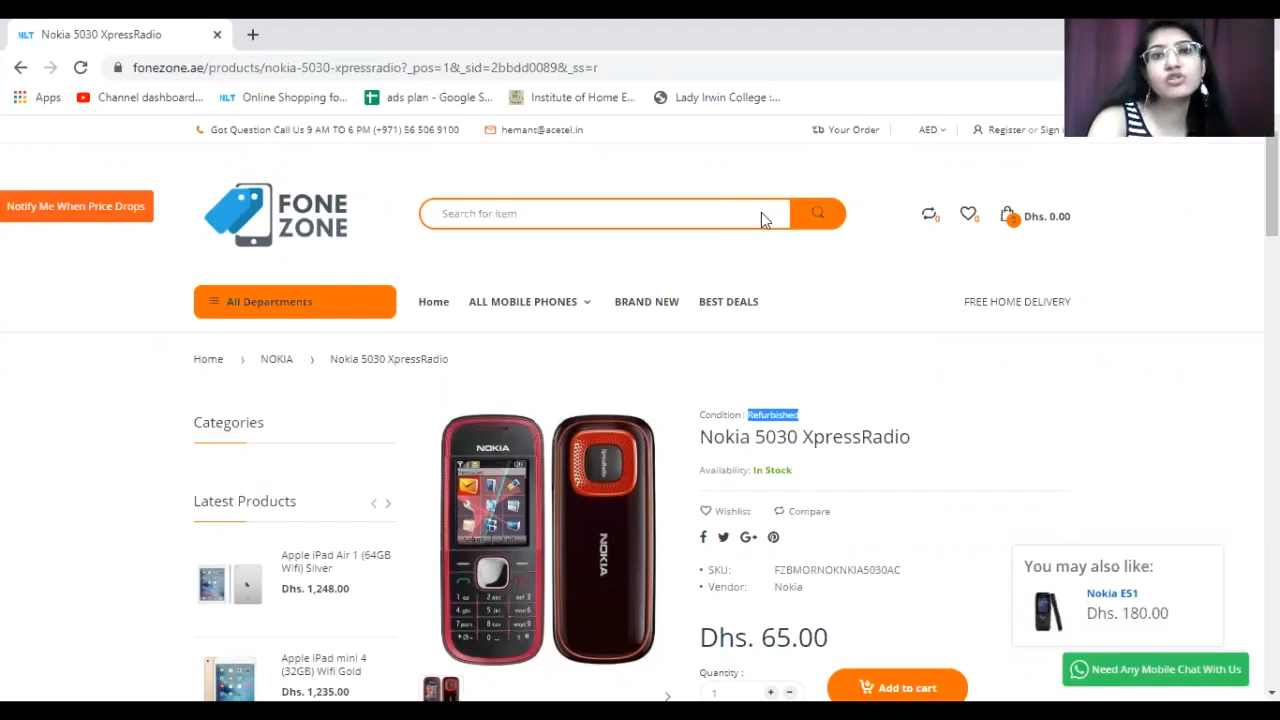 NLT Nokia 5030 XpressRadio
fonezone.ae/products/nokia-5030-xpressradio?_pos=1&_sid=2bbdd0089&_ss=r
Apps Channel dashboard... NLT Online Shopping fo... ads plan - Google S... Institute of Home E... Lady Irwin College :...
Got Question Call Us 9 AM TO 6 PM (+971) 56 506 9100 hemant@acetel.in Your Order AED Register or Sign
Notify Me When Price Drops
FONE
ZONE
Search for item
0 0 0 Dhs. 0.00
All Departments Home ALL MOBILE PHONES BRAND NEW BEST DEALS FREE HOME DELIVERY
Home > NOKIA > Nokia 5030 XpressRadio
Categories
Latest Products
Apple iPad Air 1 (64GB
Wifi) Silver
Dhs. 1,248.00
Apple iPad mini 4
(32GB) Wifi Gold
Dhs. 1,235.00
NOKIA
XpressRadio
NOKIA
Condition : Refurbished
Nokia 5030 XpressRadio
Availability: In Stock
Wishlist Compare
• SKU: FZBMORNOKNKIA5030AC
• Vendor: Nokia
Dhs. 65.00
Quantity :
1 + − Add to cart
You may also like:
Nokia E51
Dhs. 180.00
Need Any Mobile Chat With Us